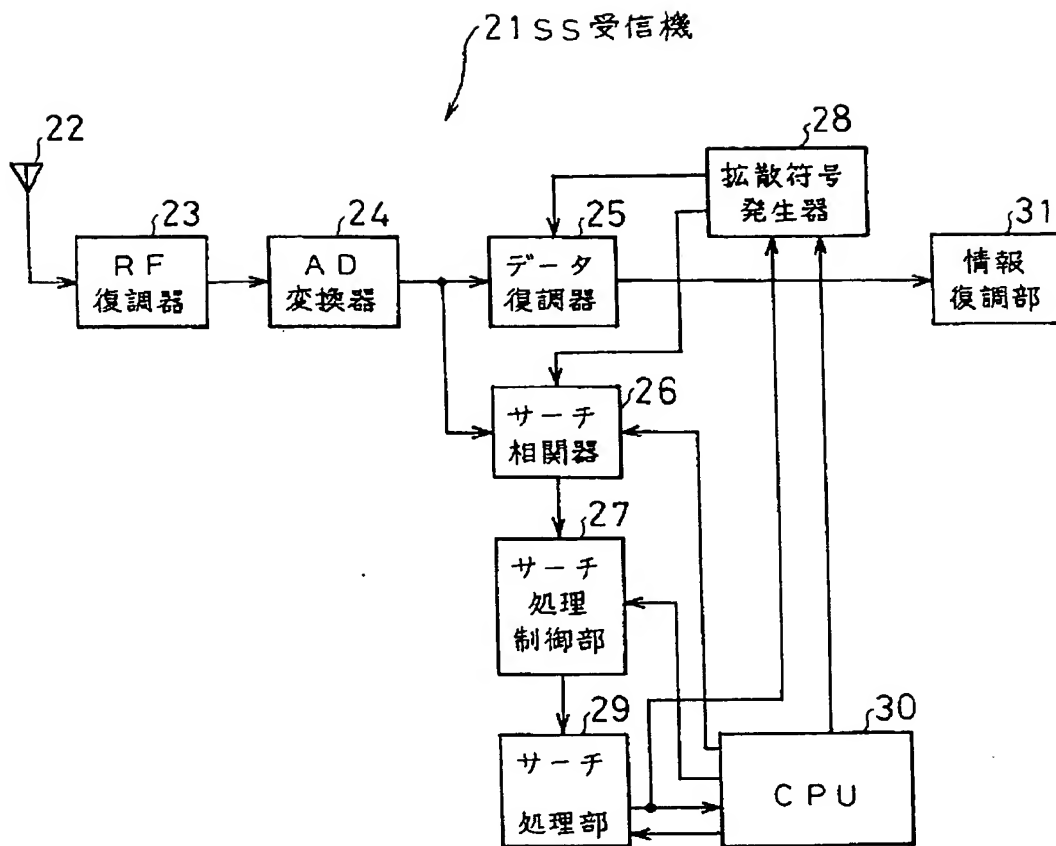 21SS受信機
22
23
RF
復調器
24
AD
変換器
25
データ
復調器
28
拡散符号
発生器
31
情報
復調部
26
サーチ
相関器
27
サーチ
処理
制御部
29
サーチ
処理部
30
CPU